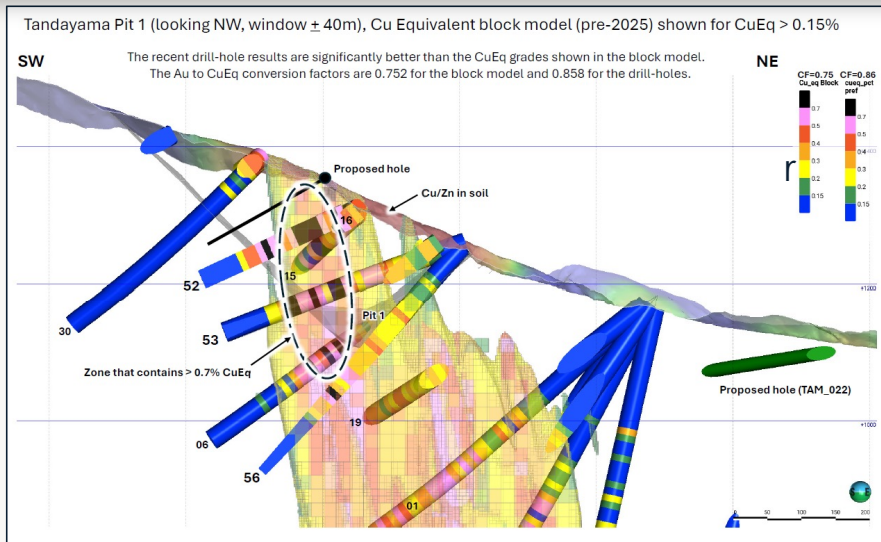 Tandayama Pit 1 (looking NW, window ± 40m), Cu Equivalent block model (pre-2025) shown for CuEq > 0.15%
SW
The recent drill-hole results are significantly better than the CuEq grades shown in the block model.
The Au to CuEq conversion factors are 0.752 for the block model and 0.858 for the drill-holes.
NE
CF=0.75 CF=0.86
Cu_eq Block cueq_pct
pref
0.7 0.7
0.5 0.5
0.4 0.4
0.3 0.3
0.2 0.2
0.15 0.15
r
Proposed hole
Cu/Zn in soil
16
15
52
+1200
Pit 1
53
30
Zone that contains > 0.7% CuEq
Proposed hole (TAM_022)
19
+1000
06
56
01
0 50 100 150 200